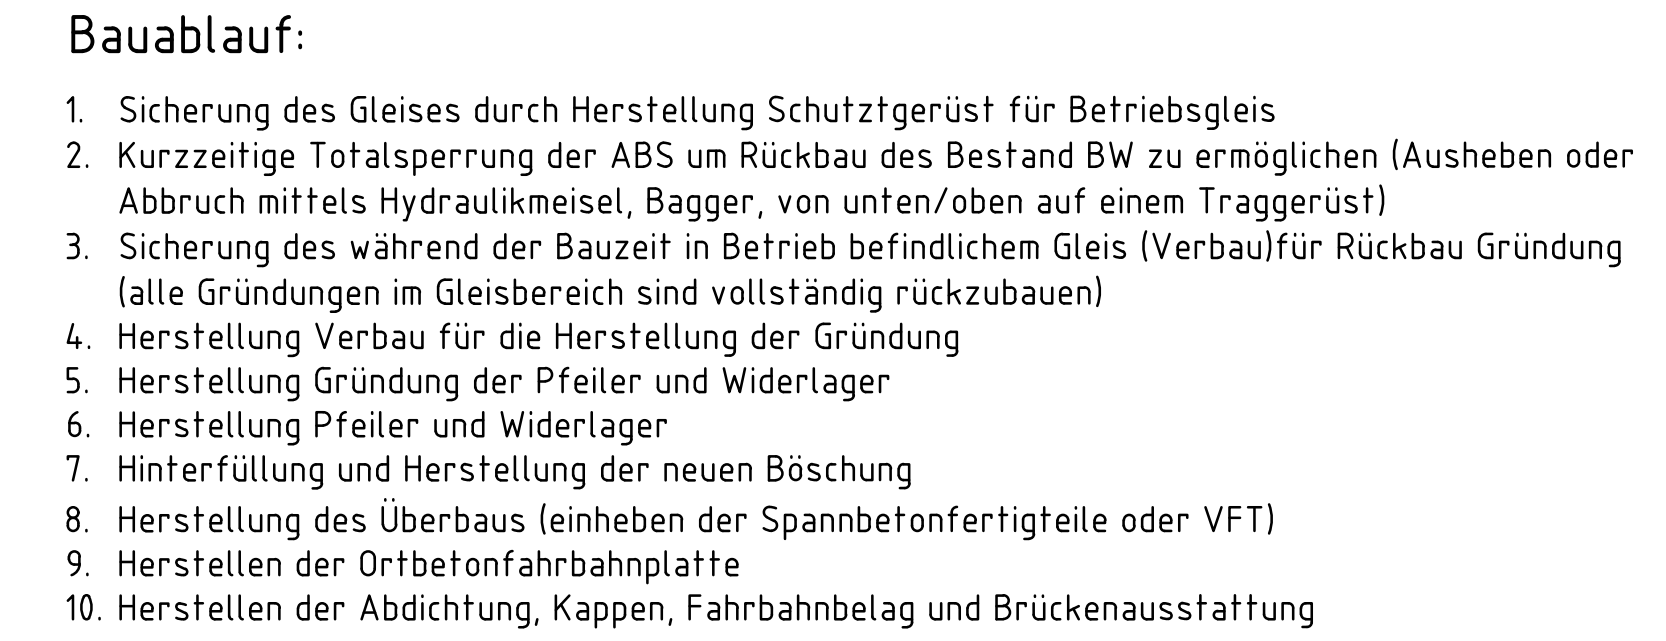 Bauablauf:
1. Sicherung des Gleises durch Herstellung Schutztgerüst für Betriebsgleis
2. Kurzzeitige Totalsperrung der ABS um Rückbau des Bestand BW zu ermöglichen (Ausheben oder
Abbruch mittels Hydraulikmeisel, Bagger, von unten/oben auf einem Traggerüst)
3. Sicherung des während der Bauzeit in Betrieb befindlichem Gleis (Verbau)für Rückbau Gründung
(alle Gründungen im Gleisbereich sind vollständig rückzubauen)
4. Herstellung Verbau für die Herstellung der Gründung
5. Herstellung Gründung der Pfeiler und Widerlager
6. Herstellung Pfeiler und Widerlager
7. Hinterfüllung und Herstellung der neuen Böschung
8. Herstellung des Überbaus (einheben der Spannbetonfertigteile oder VFT)
9. Herstellen der Ortbetonfahrbahnplatte
10. Herstellen der Abdichtung, Kappen, Fahrbahnbelag und Brückenausstattung